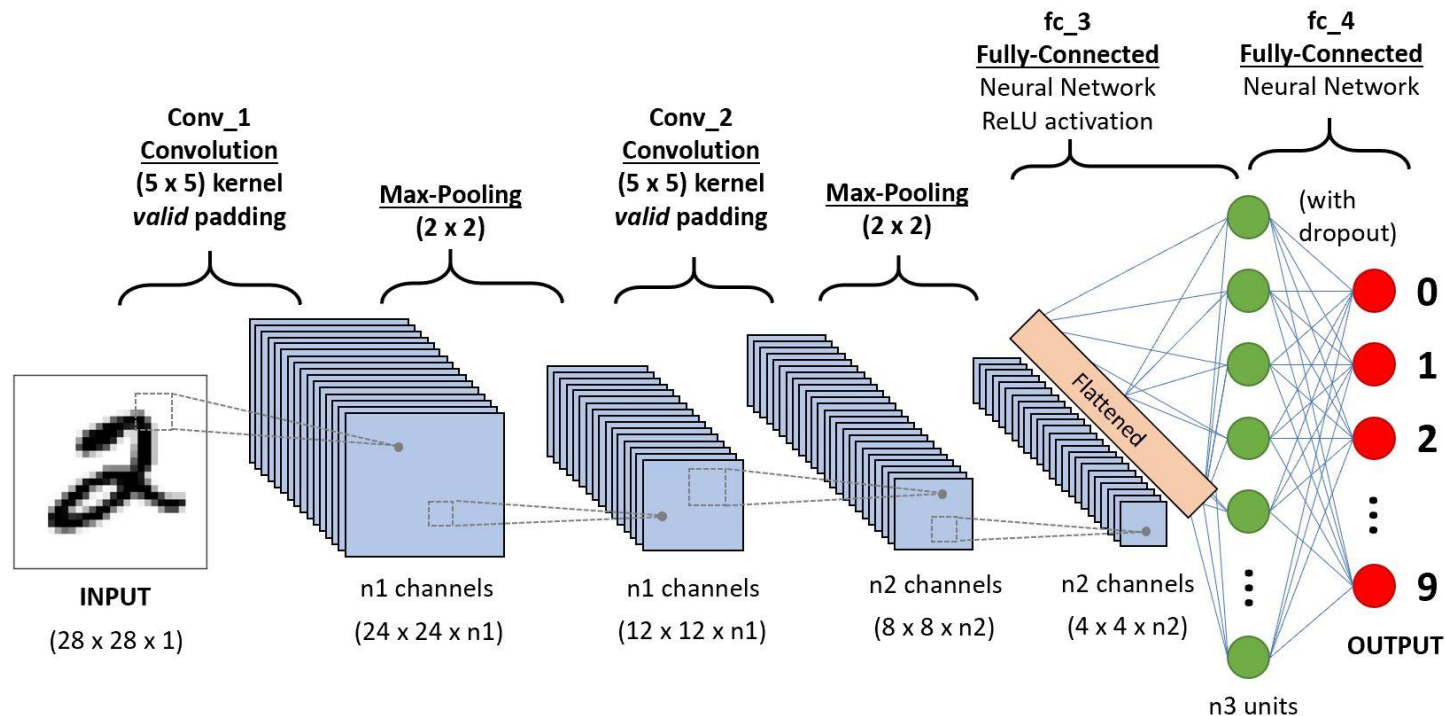 Conv_1
Convolution
(5 x 5) kernel
valid padding
Max-Pooling
(2 x 2)
Conv_2
Convolution
(5 x 5) kernel
valid padding
Max-Pooling
(2 x 2)
fc_3
Fully-Connected
Neural Network
ReLU activation
fc_4
Fully-Connected
Neural Network
(with
dropout)
Flattened
0
1
2
9
OUTPUT
INPUT
(28 x 28 x 1)
n1 channels
(24 x 24 x n1)
n1 channels
(12 x 12 x n1)
n2 channels
(8 x 8 x n2)
n2 channels
(4 x 4 x n2)
n3 units
2